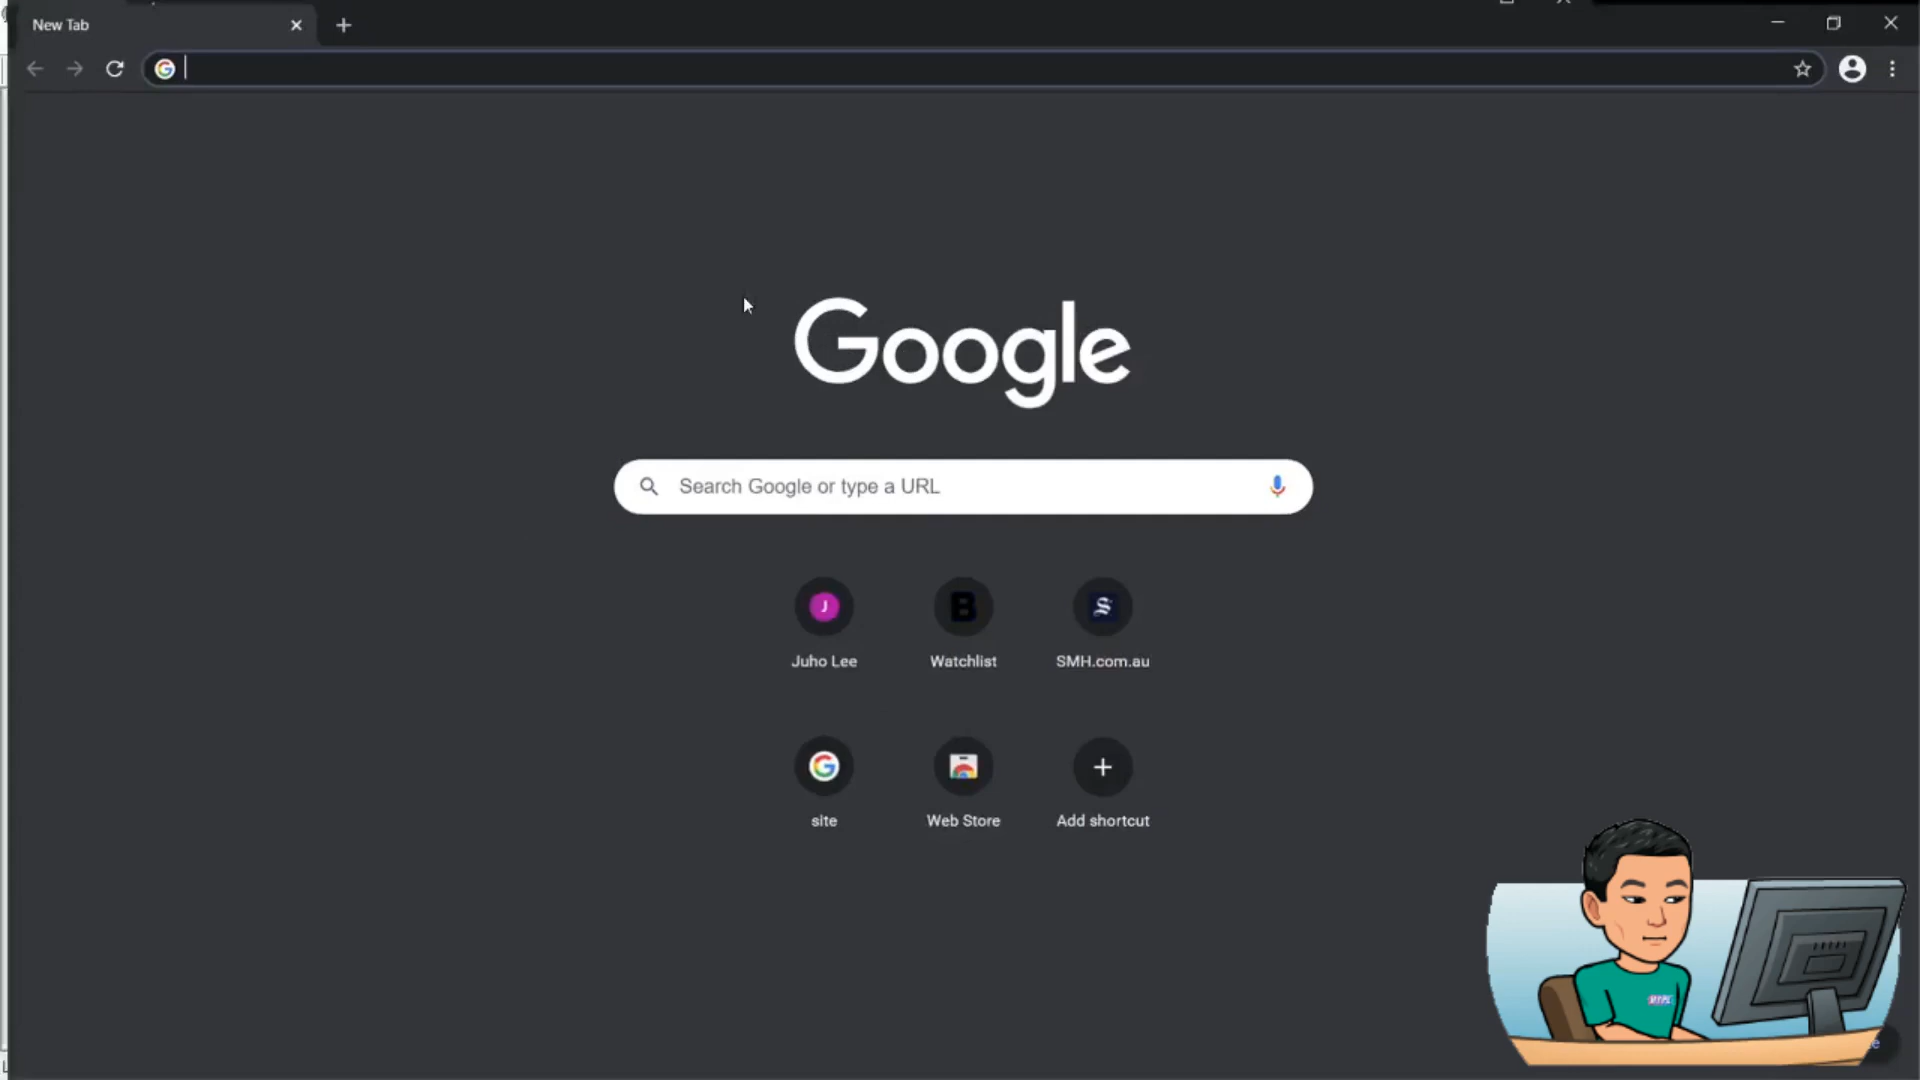 New Tab
Google
Search Google or type a URL
J
B
S
Juho Lee
Watchlist
SMH.com.au
G
site
Web Store
Add shortcut